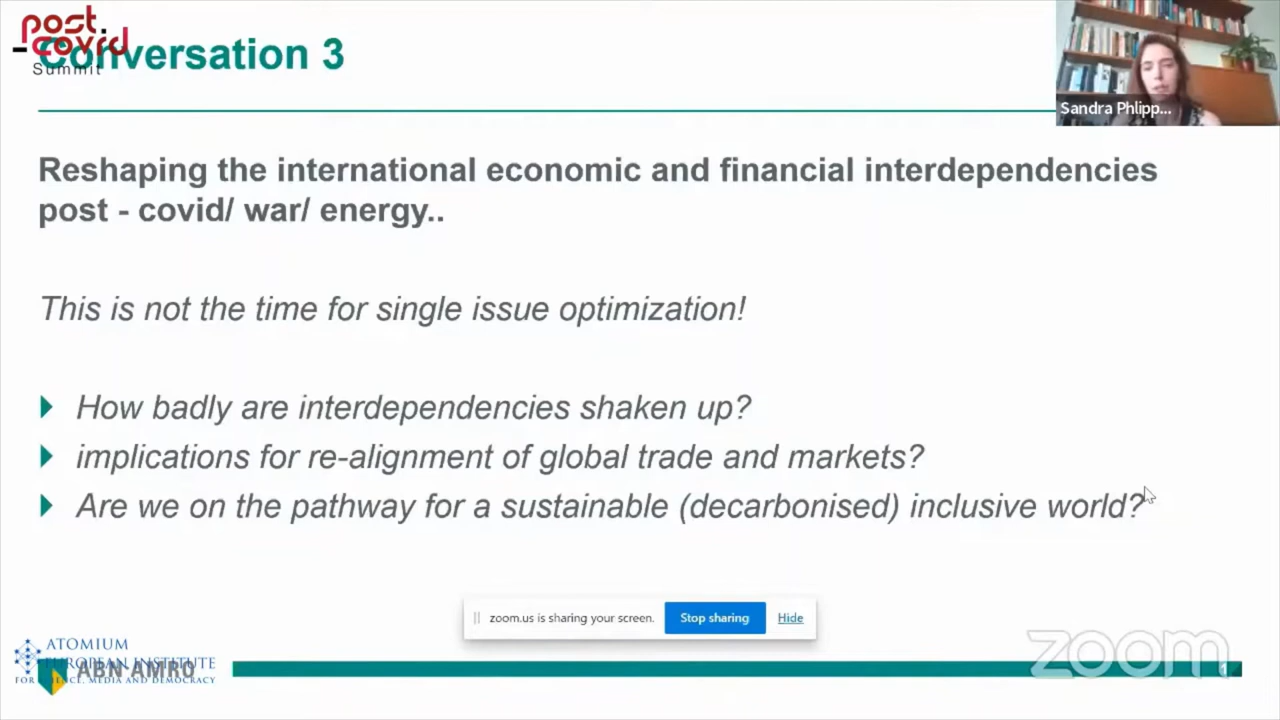 post.
-covid
Summit
Conversation 3
Sandra Phlipp...
Reshaping the international economic and financial interdependencies
post - covid/ war/ energy..
This is not the time for single issue optimization!
How badly are interdependencies shaken up?
implications for re-alignment of global trade and markets?
Are we on the pathway for a sustainable (decarbonised) inclusive world?
zoom.us is sharing your screen. Stop sharing Hide
ATOMIUM
EUROPEAN INSTITUTE
FOR SCIENCE, MEDIA AND DEMOCRACY
ABN·AMRO
zoom
1